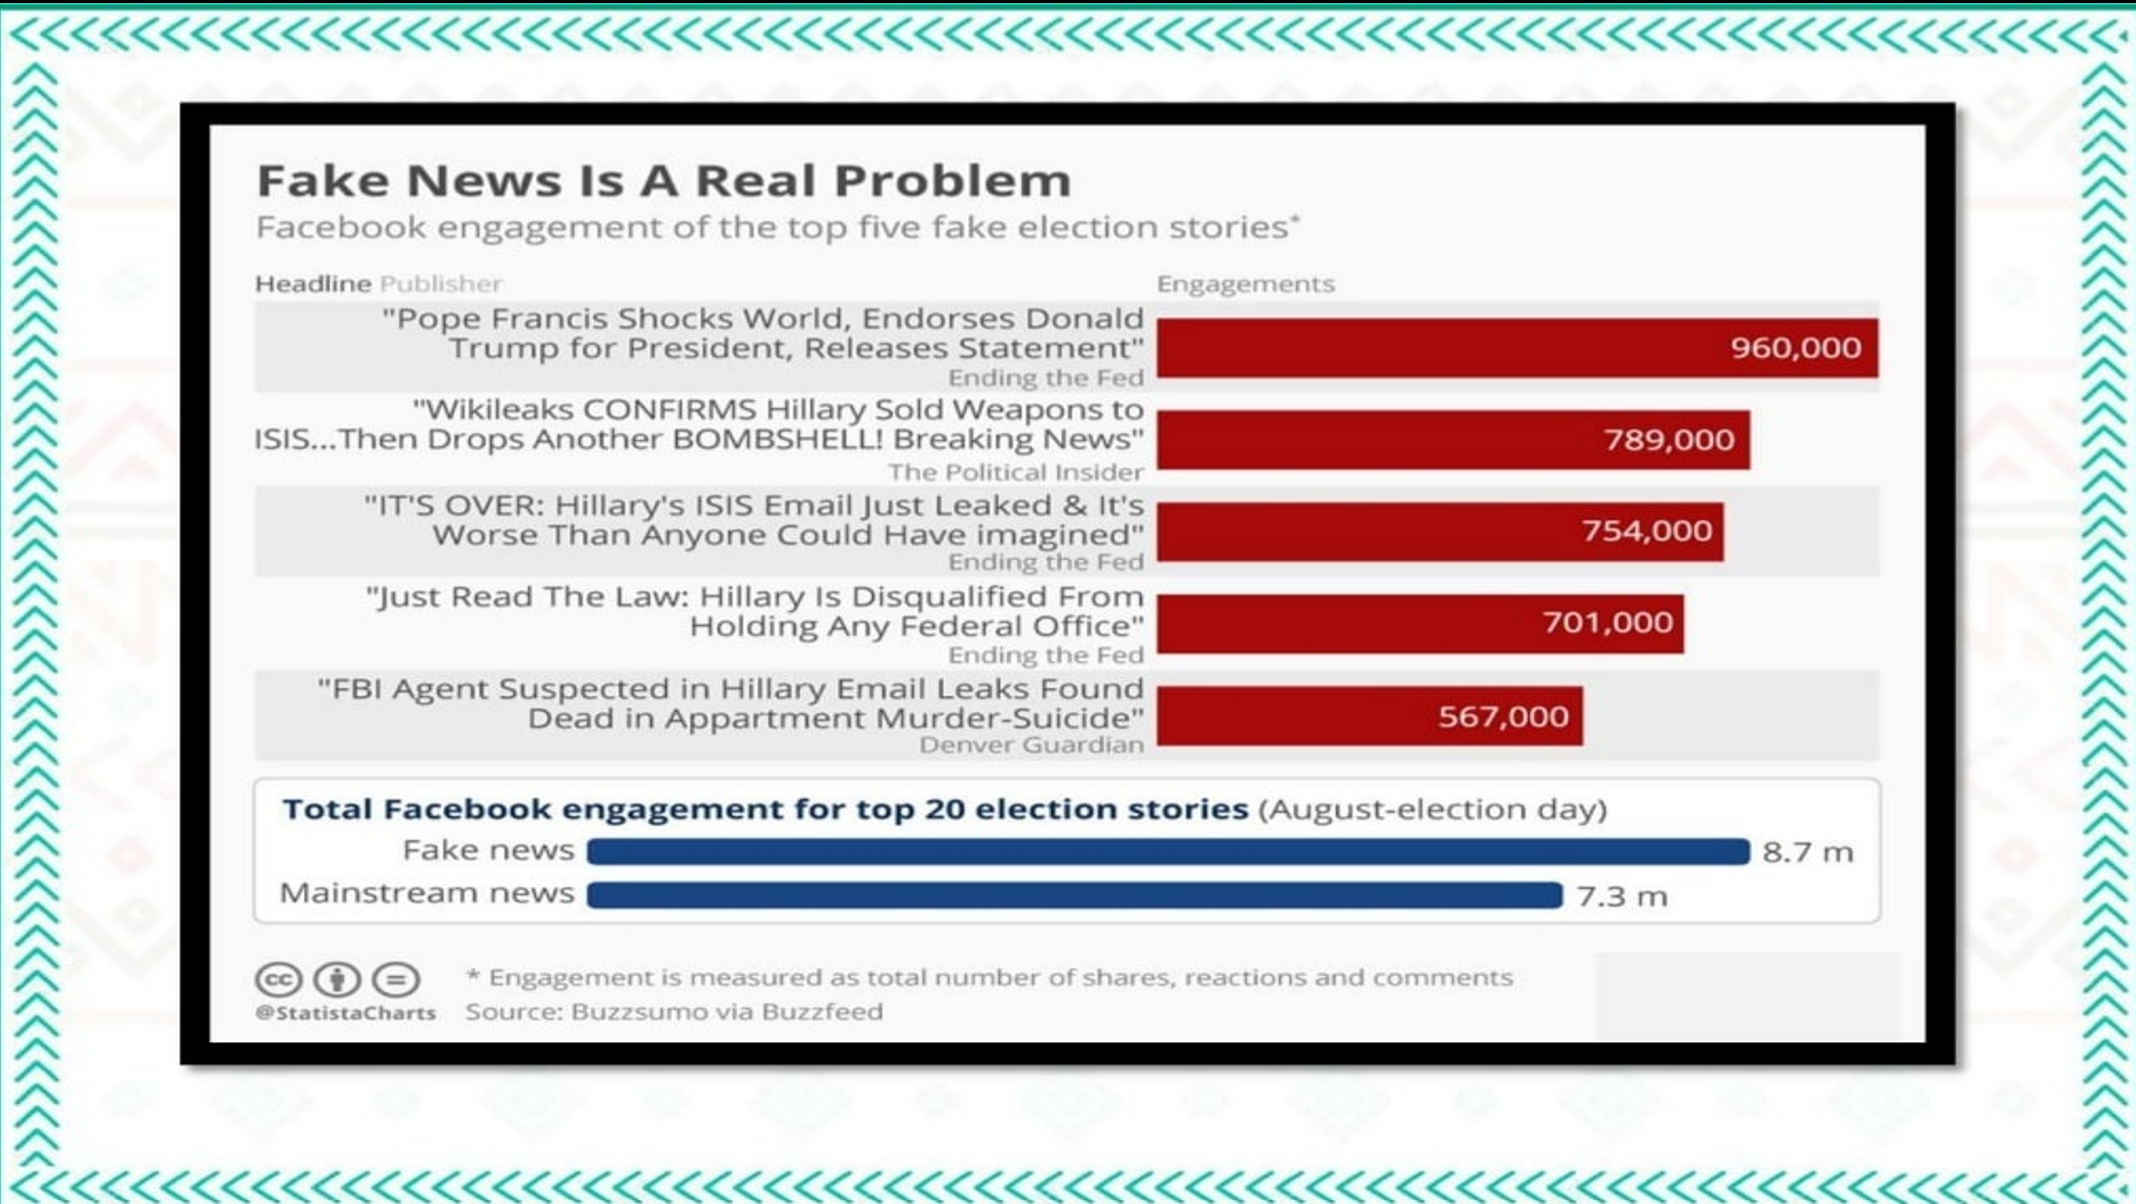 Fake News Is A Real Problem
Facebook engagement of the top five fake election stories*
Headline Publisher
Engagements
"Pope Francis Shocks World, Endorses Donald
Trump for President, Releases Statement"
Ending the Fed
960,000
"Wikileaks CONFIRMS Hillary Sold Weapons to
ISIS...Then Drops Another BOMBSHELL! Breaking News"
The Political Insider
789,000
"IT'S OVER: Hillary's ISIS Email Just Leaked & It's
Worse Than Anyone Could Have imagined"
Ending the Fed
754,000
"Just Read The Law: Hillary Is Disqualified From
Holding Any Federal Office"
Ending the Fed
701,000
"FBI Agent Suspected in Hillary Email Leaks Found
Dead in Appartment Murder-Suicide"
Denver Guardian
567,000
Total Facebook engagement for top 20 election stories (August-election day)
Fake news 8.7 m
Mainstream news 7.3 m
cc
* Engagement is measured as total number of shares, reactions and comments
@StatistaCharts Source: Buzzsumo via Buzzfeed